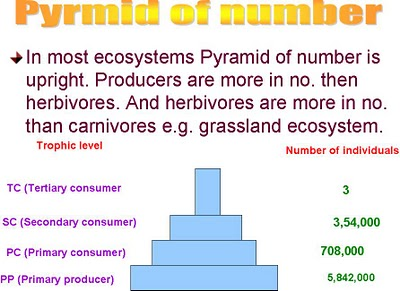 Pyrmid of number
In most ecosystems Pyramid of number is
upright. Producers are more in no. then
herbivores. And herbivores are more in no.
than carnivores e.g. grassland ecosystem.
Trophic level
Number of individuals
TC (Tertiary consumer
3
SC (Secondary consumer)
3,54,000
PC (Primary consumer)
708,000
PP (Primary producer)
5,842,000